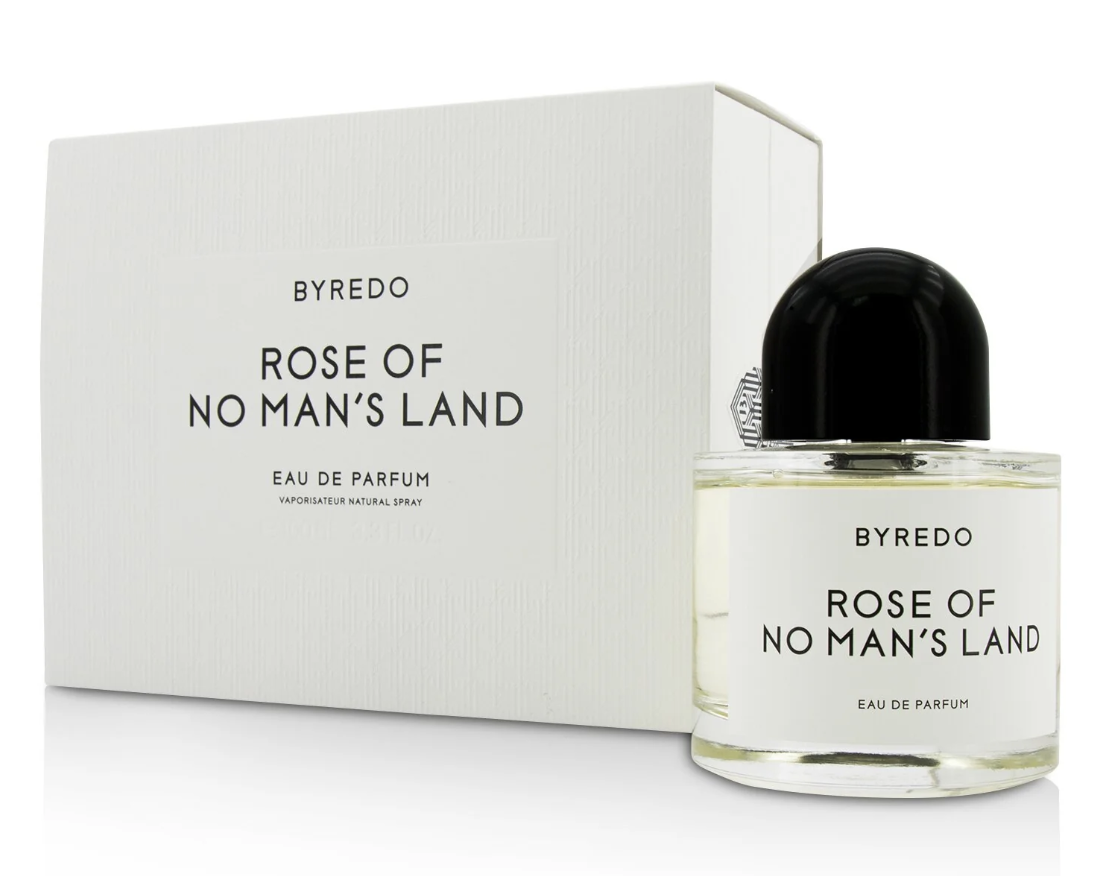 BYREDO
ROSE OF
NO MAN'S LAND
EAU DE PARFUM
VAPORISATEUR NATURAL SPRAY
BYREDO
ROSE OF
NO MAN'S LAND
EAU DE PARFUM